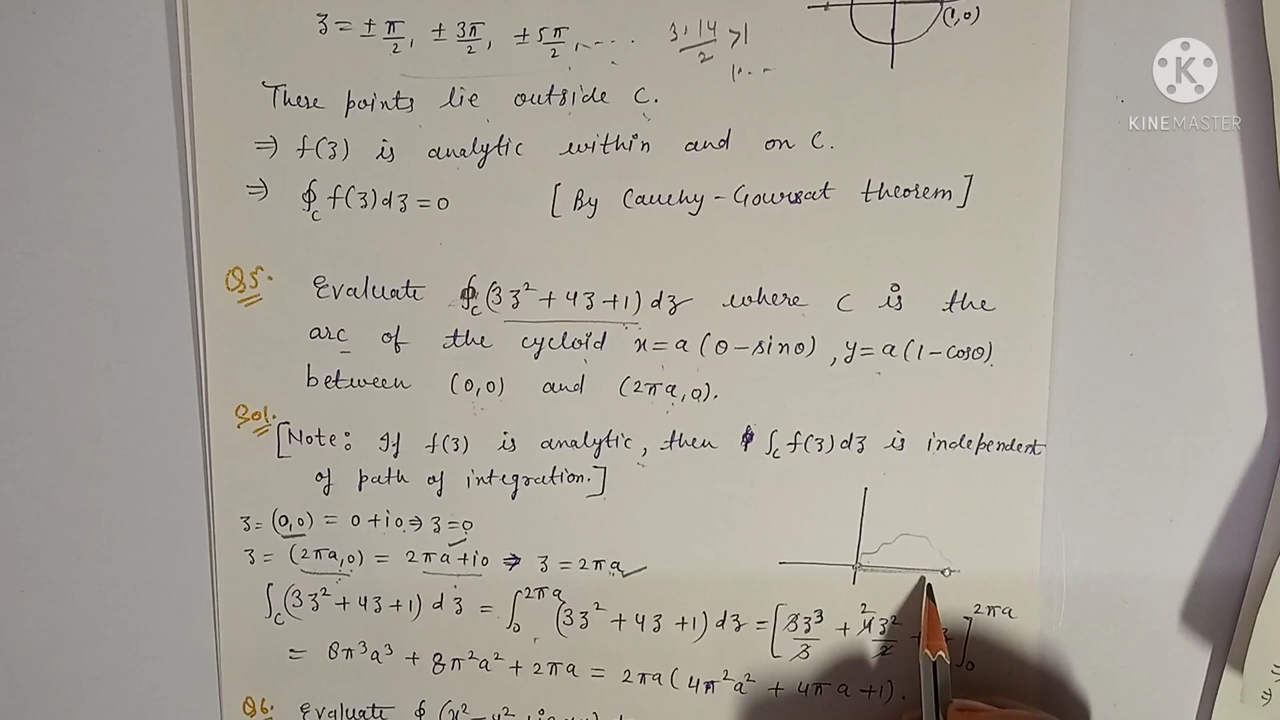 z = ± π/2, ± 3π/2, ± 5π/2, .... 3.14/2 > 1
(1,0)
1....
K
KINEMASTER
These points lie outside C.
⇒ f(z) is analytic within and on C.
⇒ ∮_C f(z) dz = 0 [By Cauchy-Goursat theorem]
Q5. Evaluate ∮_C (3z² + 4z + 1) dz where C is the
arc of the cycloid x = a(θ - sinθ), y = a(1 - cosθ)
between (0,0) and (2πa, 0).
Sol.
[Note: If f(z) is analytic, then ∫_C f(z) dz is independent
of path of integration.]
z = (0,0) = 0 + i0 ⇒ z = 0
z = (2πa, 0) = 2πa + i0 ⇒ z = 2πa
∫_C (3z² + 4z + 1) dz = ∫_0^{2πa} (3z² + 4z + 1) dz = [3z³/3 + 4z²/2 + z]_0^{2πa}
= 8π³a³ + 8π²a² + 2πa = 2πa (4π²a² + 4πa + 1).
Q6. Evaluate ∮